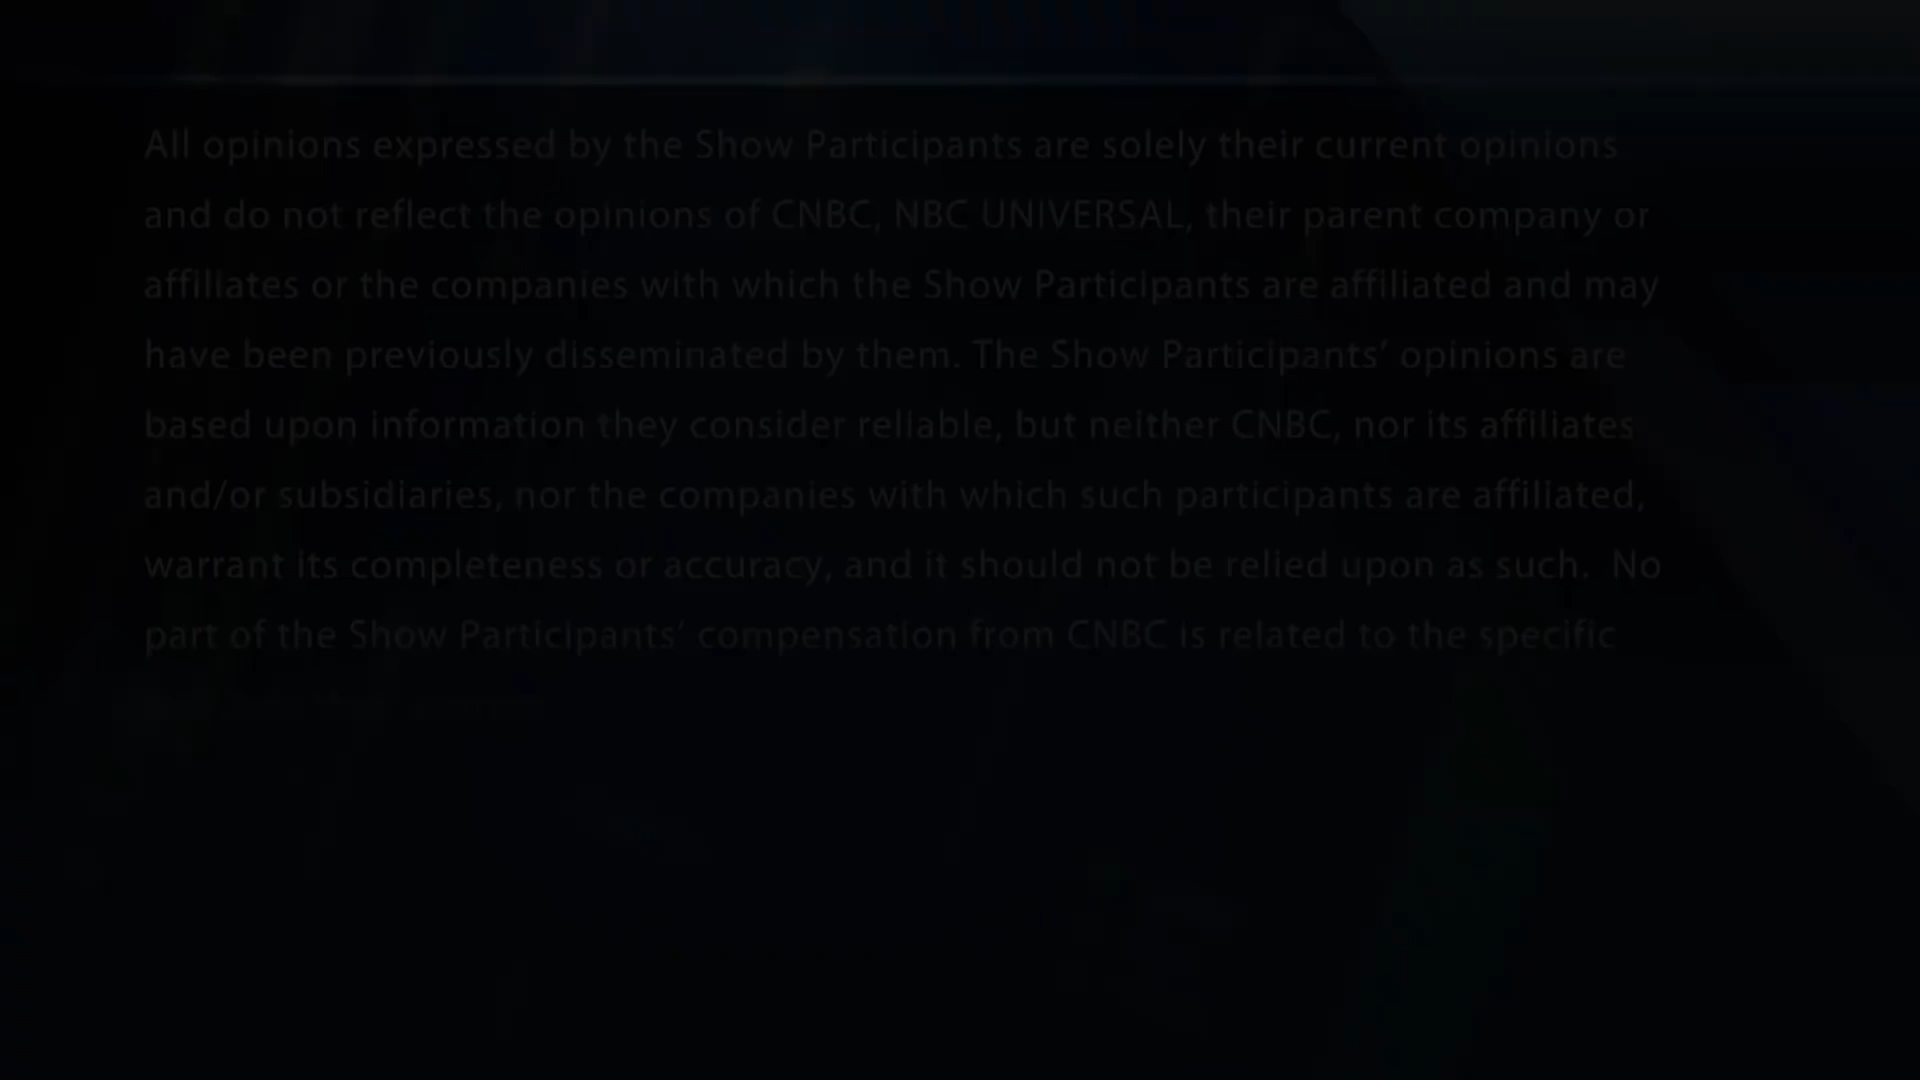 All opinions expressed by the Show Participants are solely their current opinions
and do not reflect the opinions of CNBC, NBC UNIVERSAL, their parent company or
affiliates or the companies with which the Show Participants are affiliated and may
have been previously disseminated by them. The Show Participants’ opinions are
based upon information they consider reliable, but neither CNBC, nor its affiliates
and/or subsidiaries, nor the companies with which such participants are affiliated,
warrant its completeness or accuracy, and it should not be relied upon as such.  No
part of the Show Participants’ compensation from CNBC is related to the specific